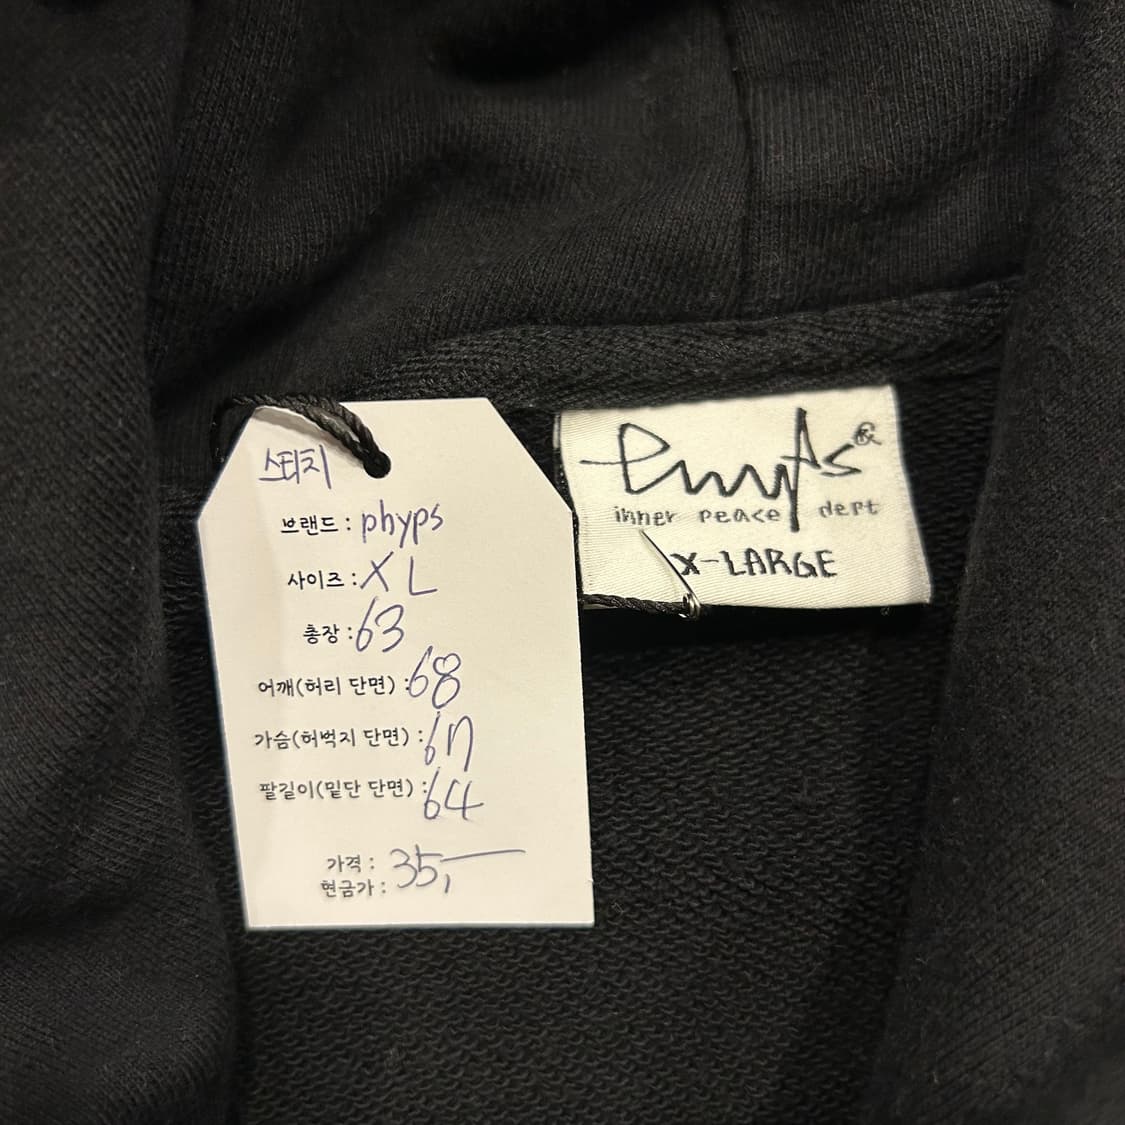 스티치
브랜드 : phyps
사이즈 : XL
총장 : 63
어깨(허리 단면) : 68
가슴(허벅지 단면) : 67
팔길이(밑단 단면) : 64
가격 :
현금가 : 35,
phyps®
inner peace dept
X-LARGE